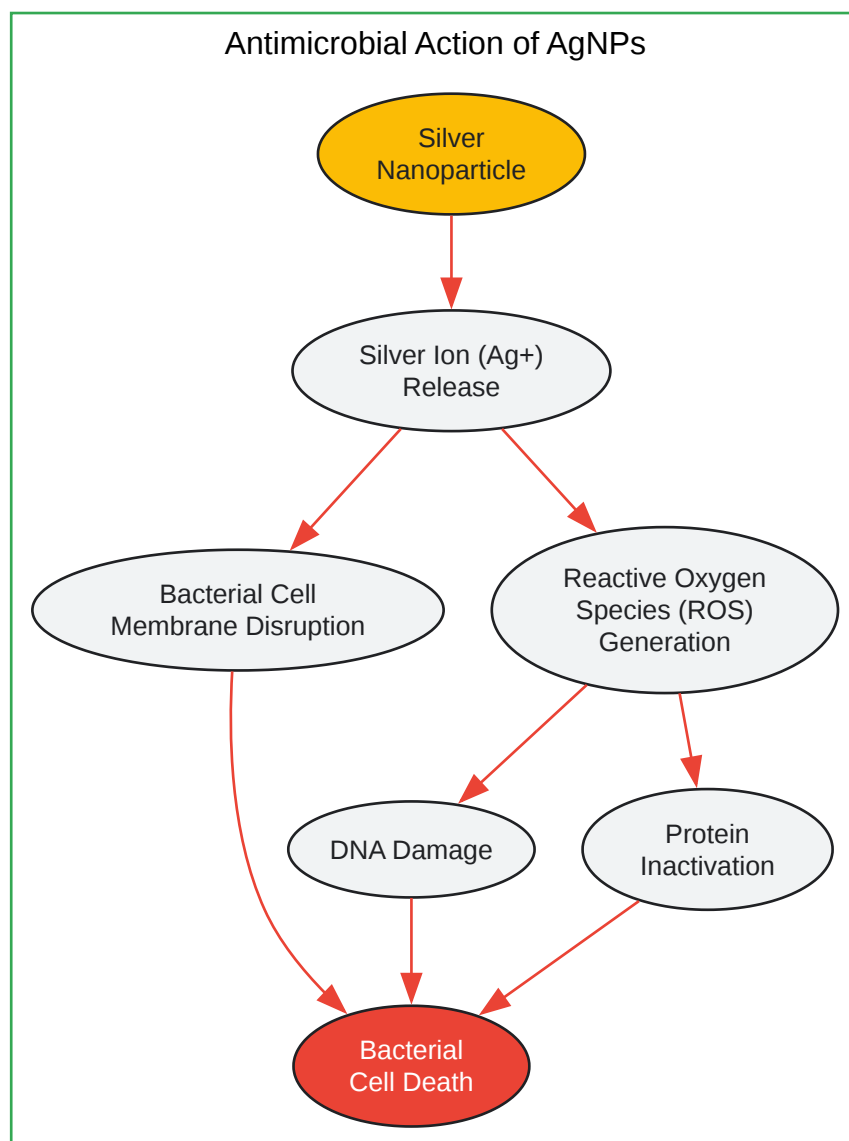 Antimicrobial Action of AgNPs
Silver
Nanoparticle
Silver Ion (Ag+)
Release
Bacterial Cell
Membrane Disruption
Reactive Oxygen
Species (ROS)
Generation
DNA Damage
Protein
Inactivation
Bacterial
Cell Death